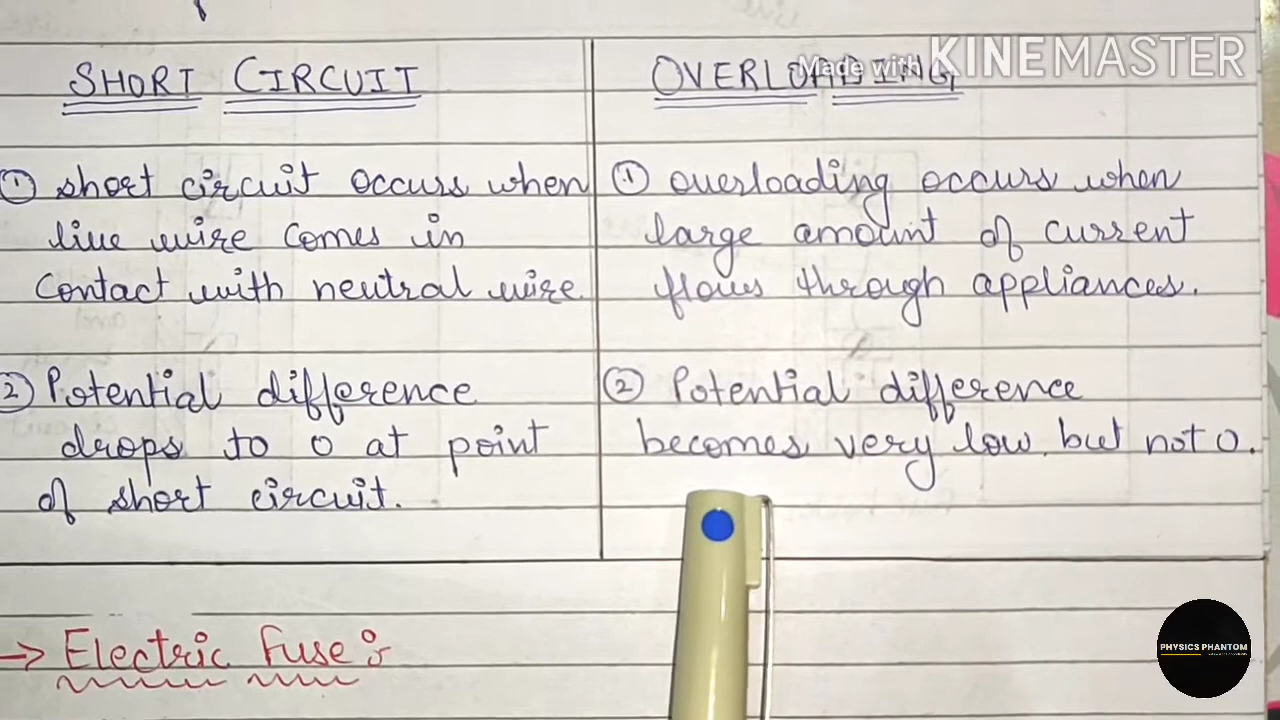 SHORT CIRCUIT
① short circuit occurs when
live wire comes in
contact with neutral wire.
② Potential difference
drops to 0 at point
of short circuit.
OVERLOADING
① overloading occurs when
large amount of current
flows through appliances.
② Potential difference
becomes very low but not 0.
→ Electric Fuse :-
Made with KINEMASTER
PHYSICS PHANTOM